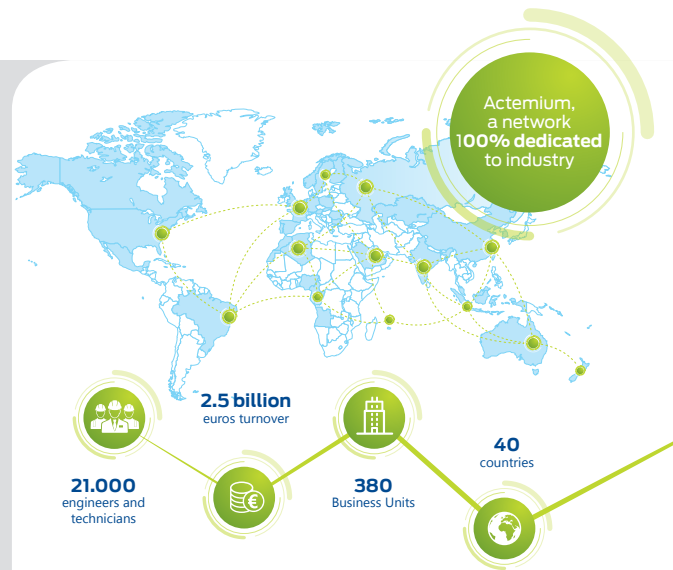 Actemium,
a network
100% dedicated
to industry
2.5 billion
euros turnover
40
countries
21.000
engineers and
technicians
380
Business Units
€